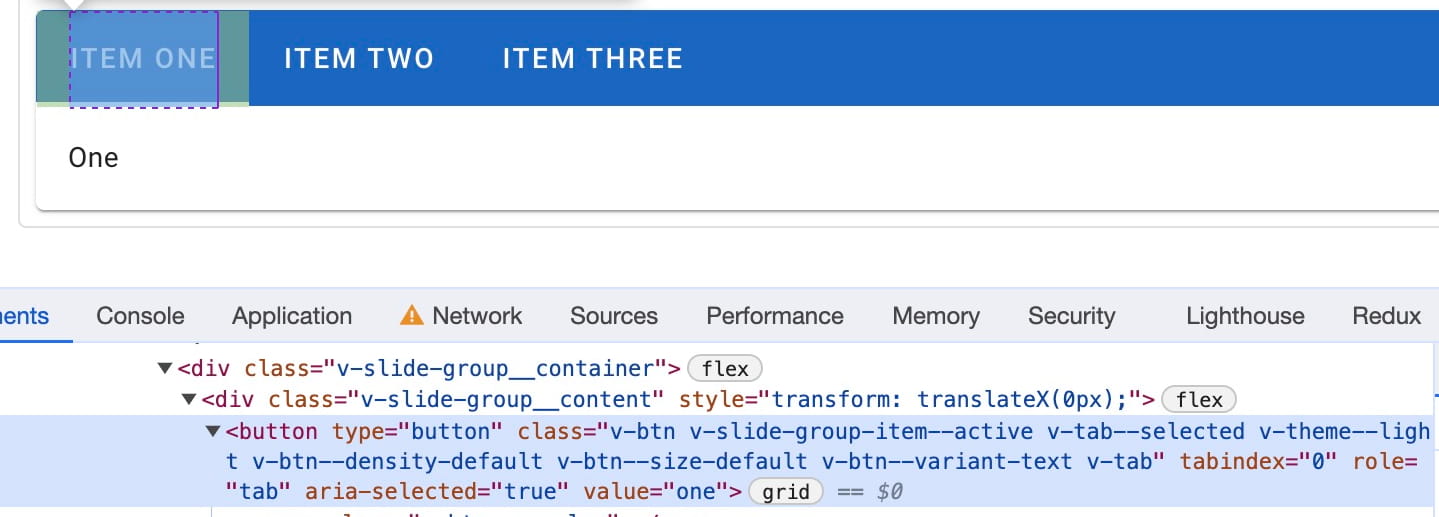 ITEM ONE ITEM TWO ITEM THREE
One
Console Application Network Sources Performance Memory Security Lighthouse Redux
<div class="v-slide-group__container"> flex
<div class="v-slide-group__content" style="transform: translateX(0px);"> flex
<button type="button" class="v-btn v-slide-group-item--active v-tab--selected v-theme--ligh
t v-btn--density-default v-btn--size-default v-btn--variant-text v-tab" tabindex="0" role=
"tab" aria-selected="true" value="one"> grid == $0